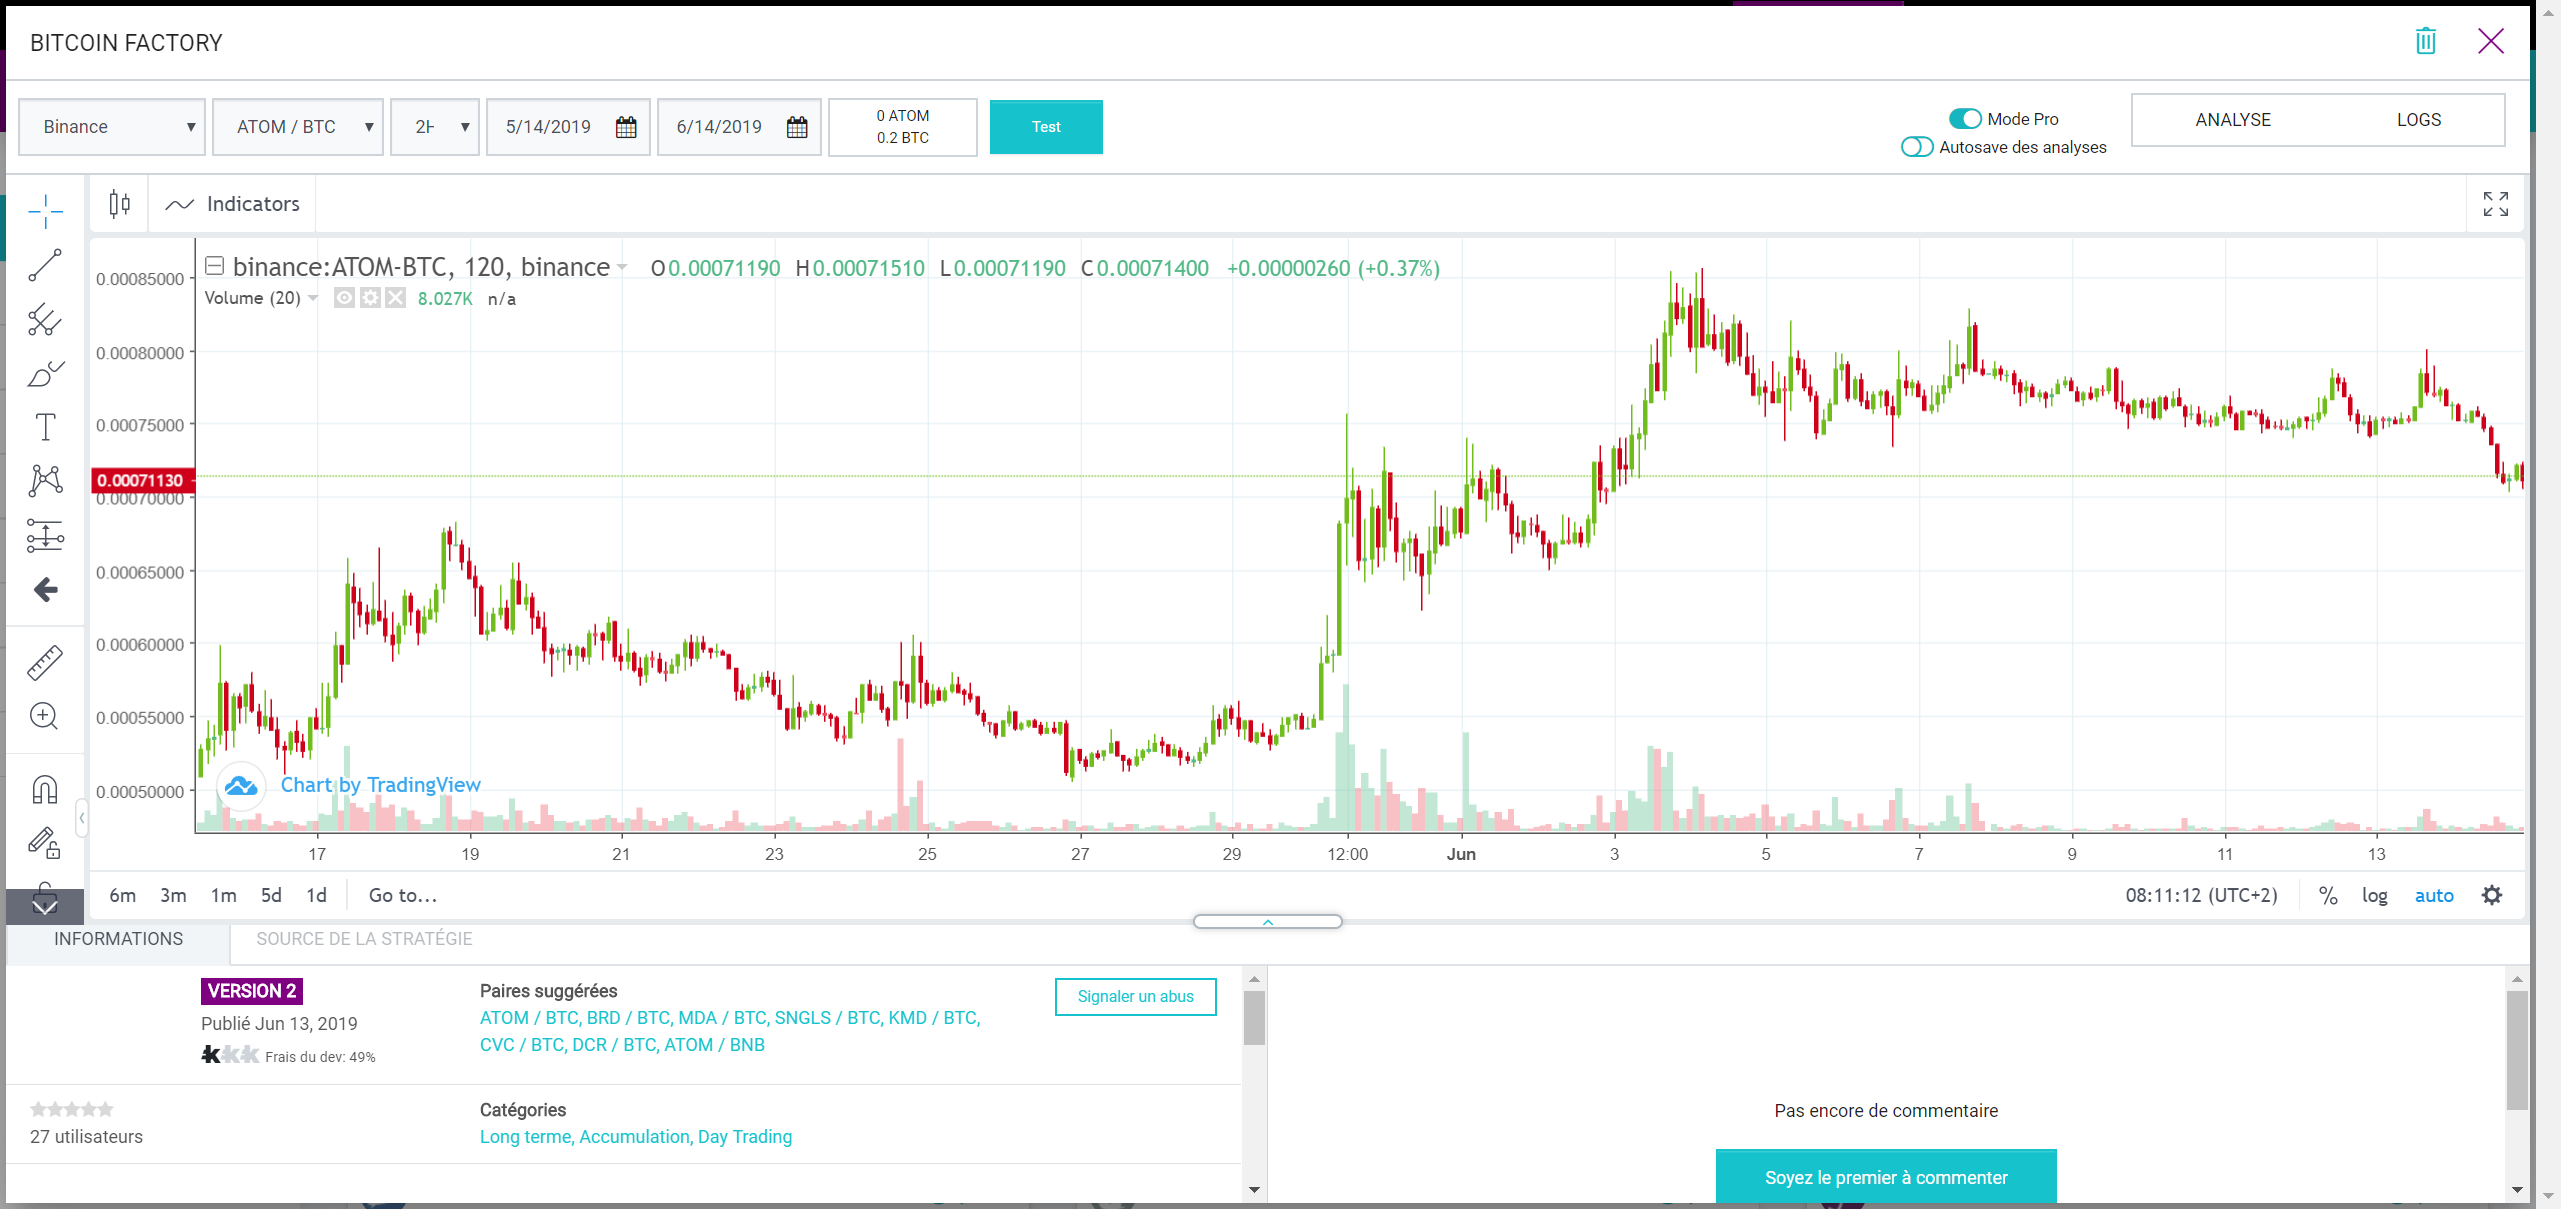 BITCOIN FACTORY
Binance
ATOM / BTC
2H
5/14/2019
6/14/2019
0 ATOM
0.2 BTC
Test
Mode Pro
Autosave des analyses
ANALYSE
LOGS
Indicators
binance:ATOM-BTC, 120, binance O0.00071190 H0.00071510 L0.00071190 C0.00071400 +0.00000260 (+0.37%)
Volume (20) 8.027K n/a
0.00085000
0.00080000
0.00075000
0.00071130
0.00070000
0.00065000
0.00060000
0.00055000
0.00050000
Chart by TradingView
17 19 21 23 25 27 29 12:00 Jun 3 5 7 9 11 13
6m 3m 1m 5d 1d Go to...
08:11:12 (UTC+2) % log auto
INFORMATIONS
SOURCE DE LA STRATÉGIE
VERSION 2
Publié Jun 13, 2019
Frais du dev: 49%
Paires suggérées
ATOM / BTC, BRD / BTC, MDA / BTC, SNGLS / BTC, KMD / BTC,
CVC / BTC, DCR / BTC, ATOM / BNB
Signaler un abus
27 utilisateurs
Catégories
Long terme, Accumulation, Day Trading
Pas encore de commentaire
Soyez le premier à commenter